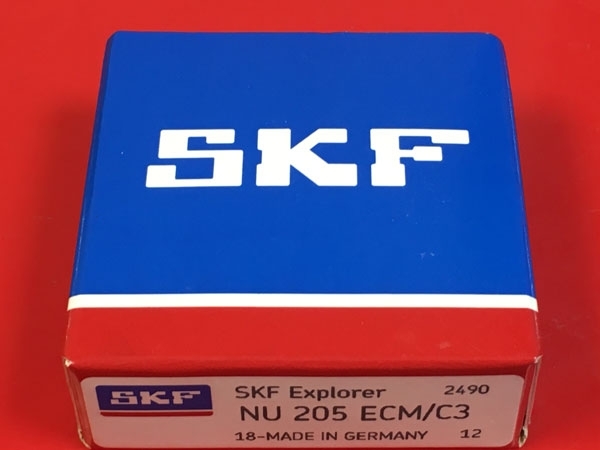 SKF
SKF
SKF Explorer 2490
NU 205 ECM/C3
18-MADE IN GERMANY 12